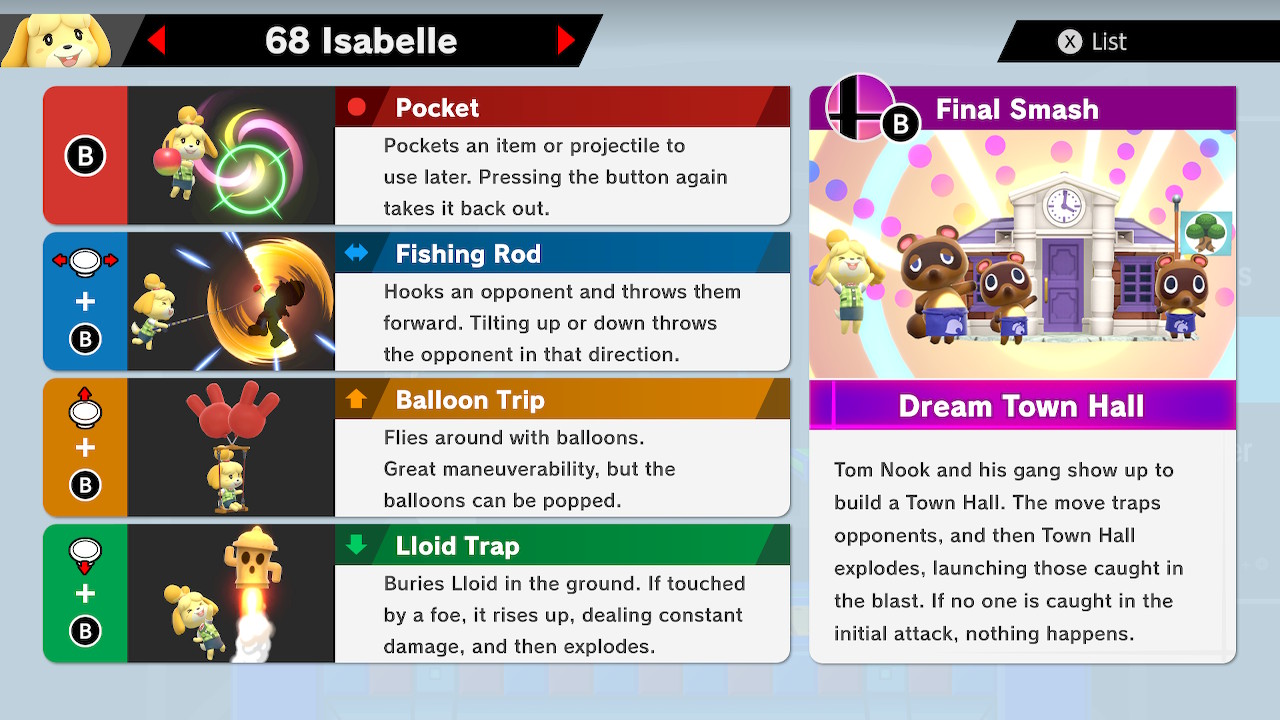 68 Isabelle
X List
B
Pocket
Pockets an item or projectile to
use later. Pressing the button again
takes it back out.
+
B
Fishing Rod
Hooks an opponent and throws them
forward. Tilting up or down throws
the opponent in that direction.
+
B
Balloon Trip
Flies around with balloons.
Great maneuverability, but the
balloons can be popped.
+
B
Lloid Trap
Buries Lloid in the ground. If touched
by a foe, it rises up, dealing constant
damage, and then explodes.
B Final Smash
Dream Town Hall
Tom Nook and his gang show up to
build a Town Hall. The move traps
opponents, and then Town Hall
explodes, launching those caught in
the blast. If no one is caught in the
initial attack, nothing happens.